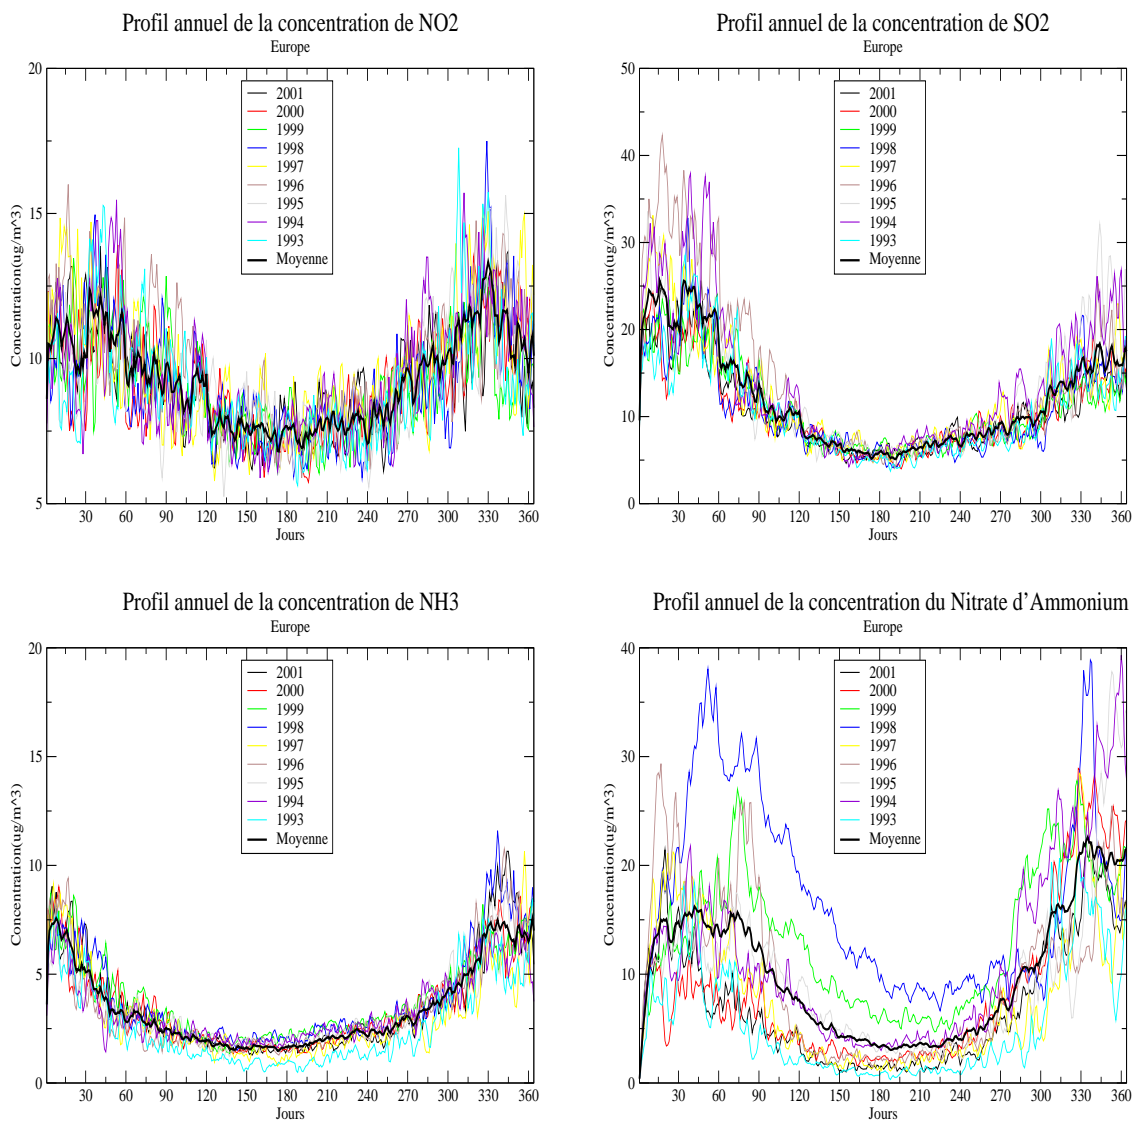 Profil annuel de la concentration de NO2
Europe
20
15
10
5
Concentration(ug/m^3)
2001
2000
1999
1998
1997
1996
1995
1994
1993
Moyenne
30 60 90 120 150 180 210 240 270 300 330 360
Jours
Profil annuel de la concentration de SO2
Europe
50
40
30
20
10
0
Concentration(ug/m^3)
2001
2000
1999
1998
1997
1996
1995
1994
1993
Moyenne
30 60 90 120 150 180 210 240 270 300 330 360
Jours
Profil annuel de la concentration de NH3
Europe
20
15
10
5
0
Concentration(ug/m^3)
2001
2000
1999
1998
1997
1996
1995
1994
1993
Moyenne
30 60 90 120 150 180 210 240 270 300 330 360
Jours
Profil annuel de la concentration du Nitrate d'Ammonium
Europe
40
30
20
10
0
Concentration(ug/m^3)
2001
2000
1999
1998
1997
1996
1995
1994
1993
Moyenne
30 60 90 120 150 180 210 240 270 300 330 360
Jours